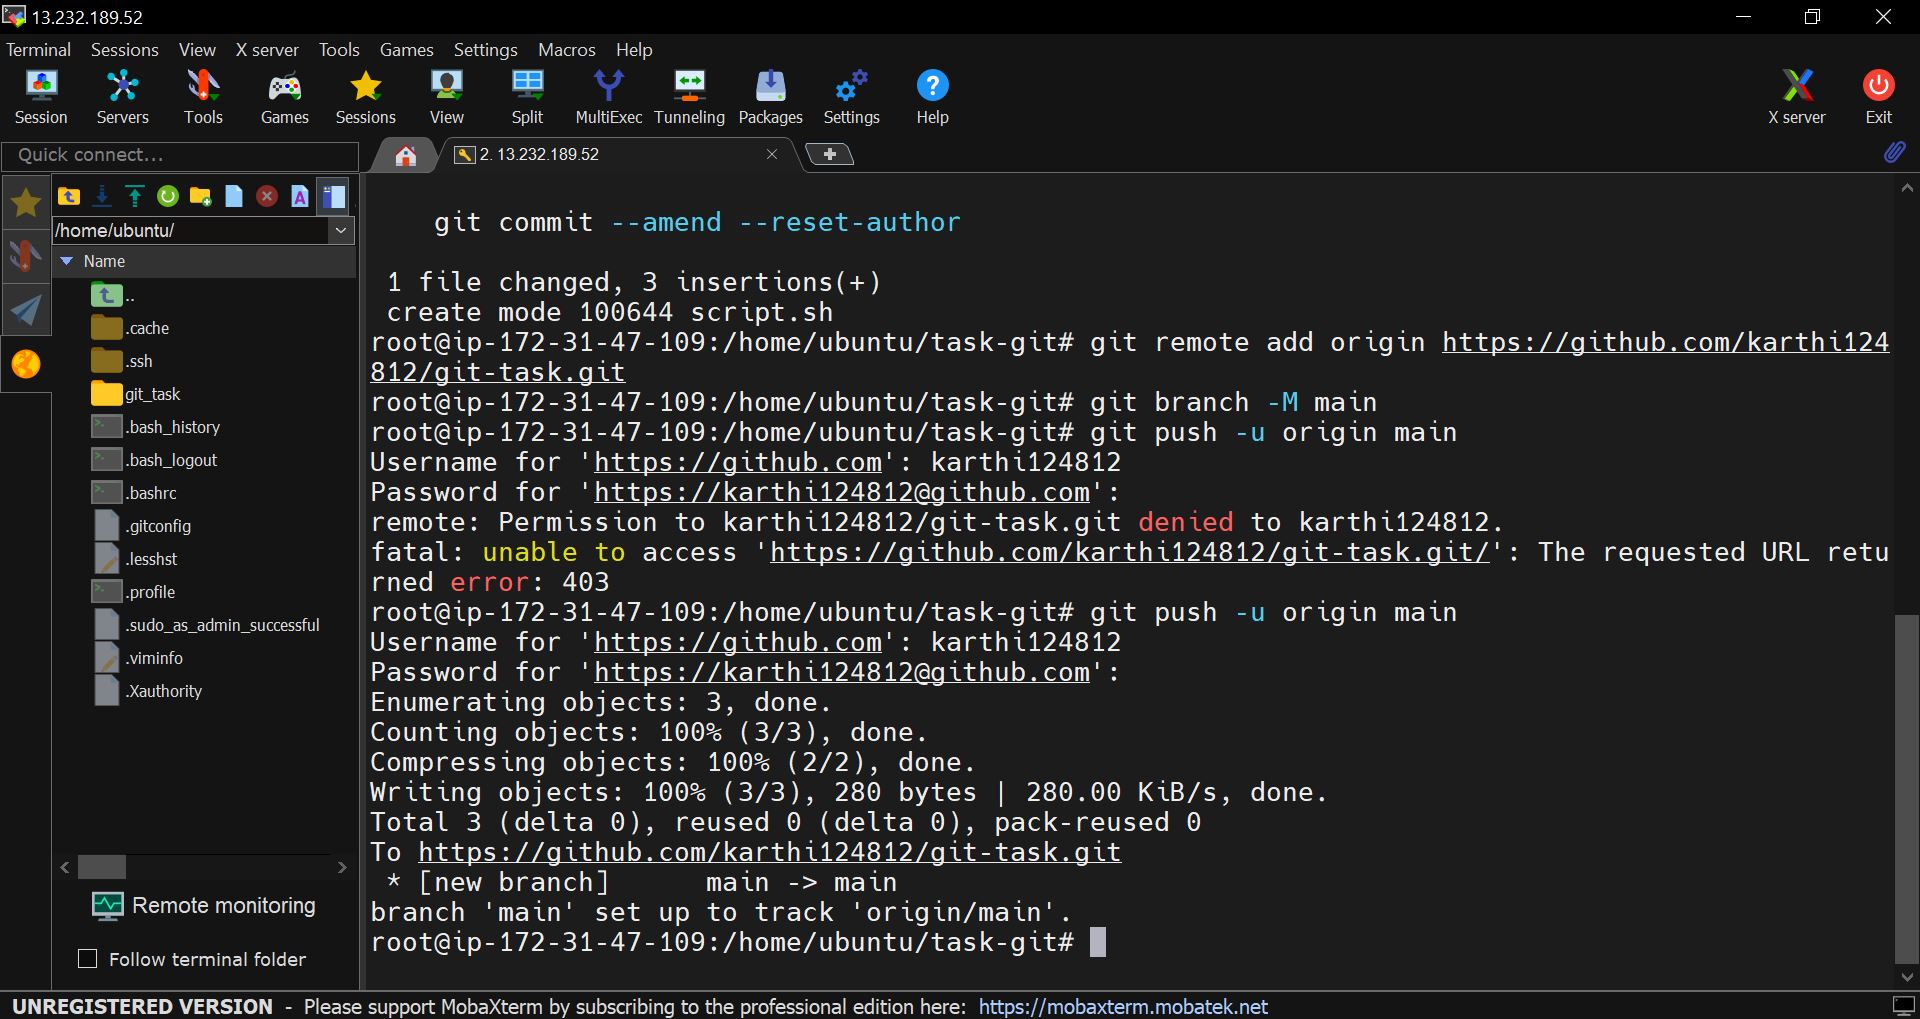 13.232.189.52
Terminal Sessions View X server Tools Games Settings Macros Help
Session Servers Tools Games Sessions View Split MultiExec Tunneling Packages Settings Help X server Exit
Quick connect...
2. 13.232.189.52
/home/ubuntu/
Name
..
.cache
.ssh
git_task
.bash_history
.bash_logout
.bashrc
.gitconfig
.lesshst
.profile
.sudo_as_admin_successful
.viminfo
.Xauthority
Remote monitoring
Follow terminal folder
git commit --amend --reset-author
1 file changed, 3 insertions(+)
create mode 100644 script.sh
root@ip-172-31-47-109:/home/ubuntu/task-git# git remote add origin https://github.com/karthi124
812/git-task.git
root@ip-172-31-47-109:/home/ubuntu/task-git# git branch -M main
root@ip-172-31-47-109:/home/ubuntu/task-git# git push -u origin main
Username for 'https://github.com': karthi124812
Password for 'https://karthi124812@github.com':
remote: Permission to karthi124812/git-task.git denied to karthi124812.
fatal: unable to access 'https://github.com/karthi124812/git-task.git/': The requested URL retu
rned error: 403
root@ip-172-31-47-109:/home/ubuntu/task-git# git push -u origin main
Username for 'https://github.com': karthi124812
Password for 'https://karthi124812@github.com':
Enumerating objects: 3, done.
Counting objects: 100% (3/3), done.
Compressing objects: 100% (2/2), done.
Writing objects: 100% (3/3), 280 bytes | 280.00 KiB/s, done.
Total 3 (delta 0), reused 0 (delta 0), pack-reused 0
To https://github.com/karthi124812/git-task.git
* [new branch]      main -> main
branch 'main' set up to track 'origin/main'.
root@ip-172-31-47-109:/home/ubuntu/task-git#
UNREGISTERED VERSION - Please support MobaXterm by subscribing to the professional edition here: https://mobaxterm.mobatek.net